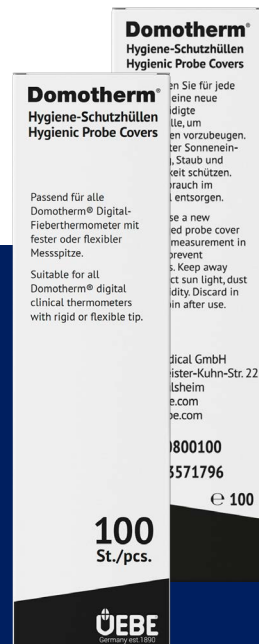 Domotherm®
Hygiene-Schutzhüllen
Hygienic Probe Covers
Passend für alle
Domotherm® Digital-
Fieberthermometer mit
fester oder flexibler
Messspitze.
Suitable for all
Domotherm® digital
clinical thermometers
with rigid or flexible tip.
100
St./pcs.
UEBE
Germany est.1890
Domotherm®
Hygiene-Schutzhüllen
Hygienic Probe Covers
en Sie für jede
eine neue
digte
lle, um
en vorzubeugen.
ter Sonnenein-
, Staub und
keit schützen.
brauch im
l entsorgen.
se a new
ed probe cover
measurement in
prevent
s. Keep away
ct sun light, dust
idity. Discard in
in after use.
dical GmbH
eister-Kuhn-Str. 22
lsheim
e.com
be.com
0800100
3571796
℮ 100